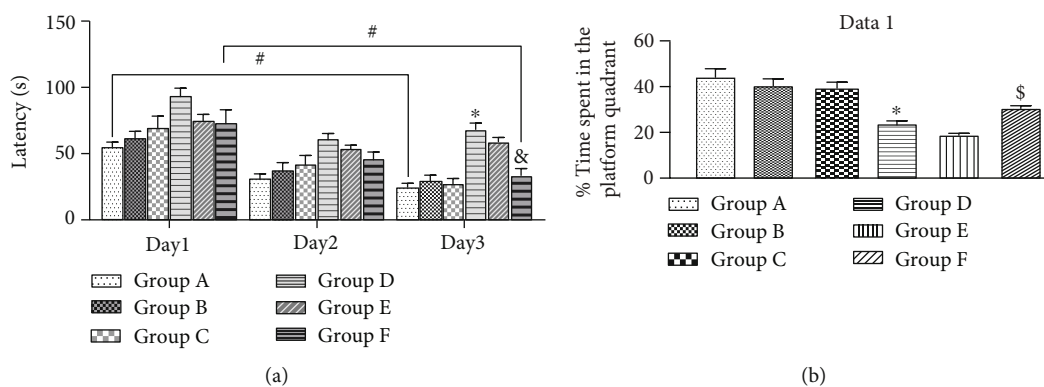 150
100
50
0
Latency (s)
#
#
*
&
Day1
Day2
Day3
Group A
Group B
Group C
Group D
Group E
Group F
(a)
Data 1
60
40
20
0
% Time spent in the
platform quadrant
*
$
Group A
Group B
Group C
Group D
Group E
Group F
(b)